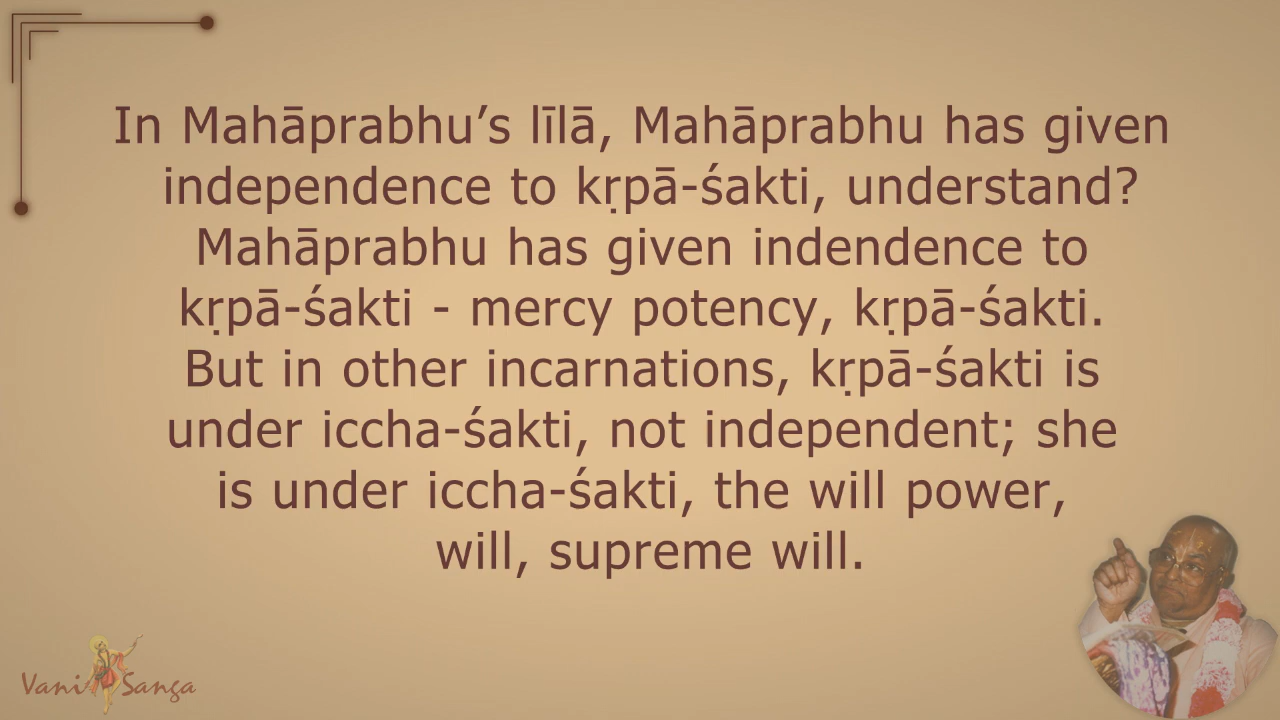 In Mahāprabhu’s līlā, Mahāprabhu has given
independence to kṛpā-śakti, understand?
Mahāprabhu has given indendence to
kṛpā-śakti - mercy potency, kṛpā-śakti.
But in other incarnations, kṛpā-śakti is
under iccha-śakti, not independent; she
is under iccha-śakti, the will power,
will, supreme will.
Vani Sanga